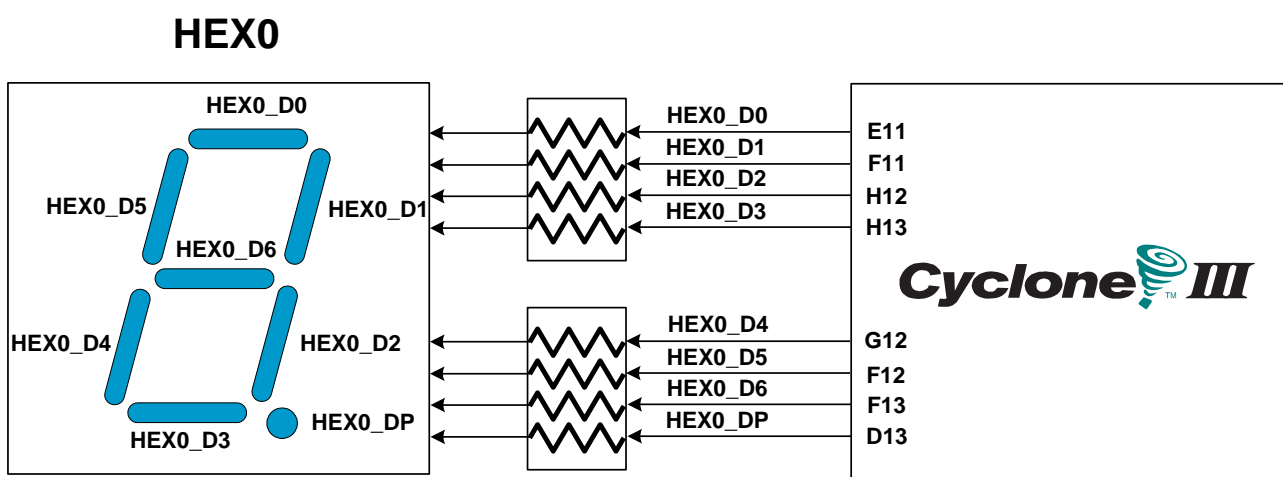 HEX0
HEX0_D0
HEX0_D5
HEX0_D1
HEX0_D6
HEX0_D4
HEX0_D2
HEX0_DP
HEX0_D3
HEX0_D0
HEX0_D1
HEX0_D2
HEX0_D3
HEX0_D4
HEX0_D5
HEX0_D6
HEX0_DP
E11
F11
H12
H13
Cyclone TM III
G12
F12
F13
D13